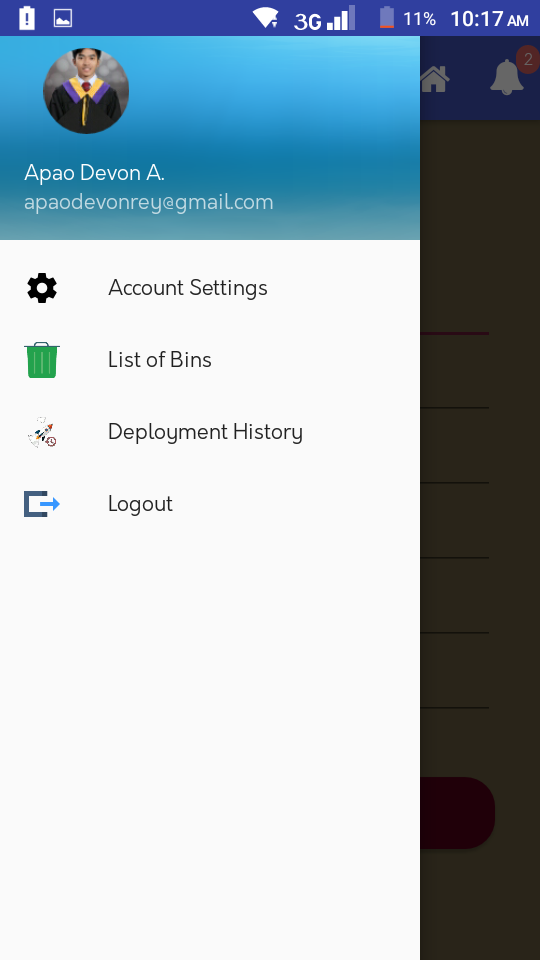 3G 11% 10:17 AM
2
Apao Devon A.
apaodevonrey@gmail.com
Account Settings
List of Bins
Deployment History
Logout